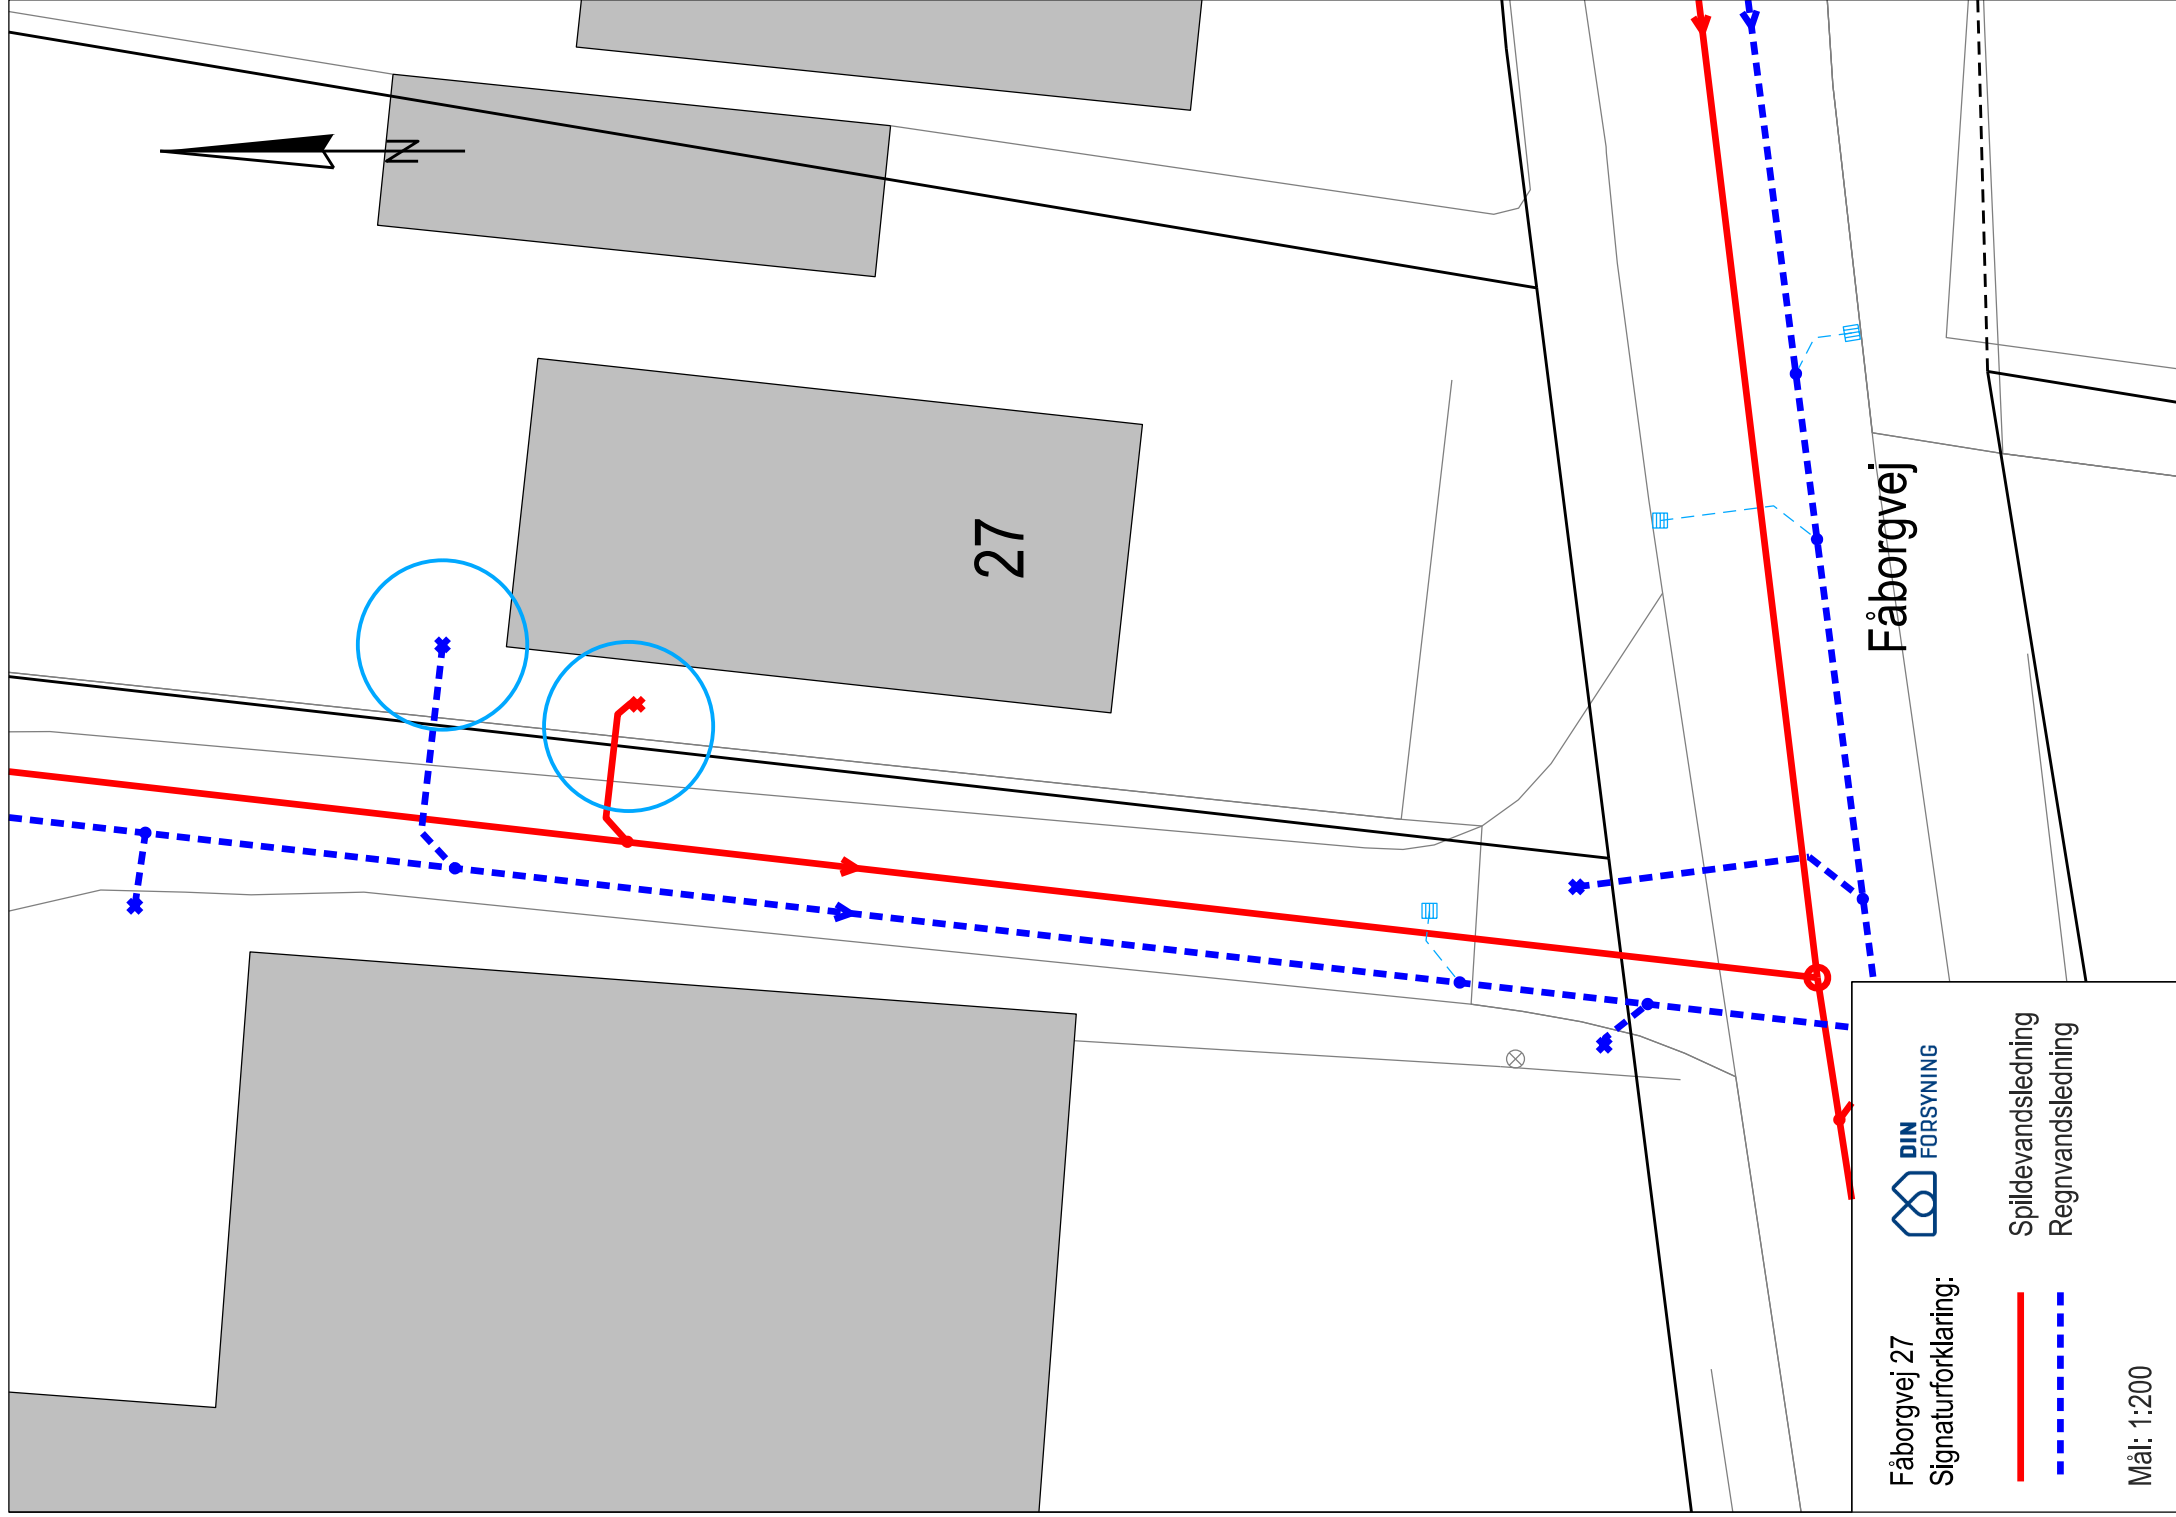 N
27
Fåborgvej
Fåborgvej 27
Signaturforklaring:
DIN
FORSYNING
Spildevandsledning
Regnvandsledning
Mål: 1:200